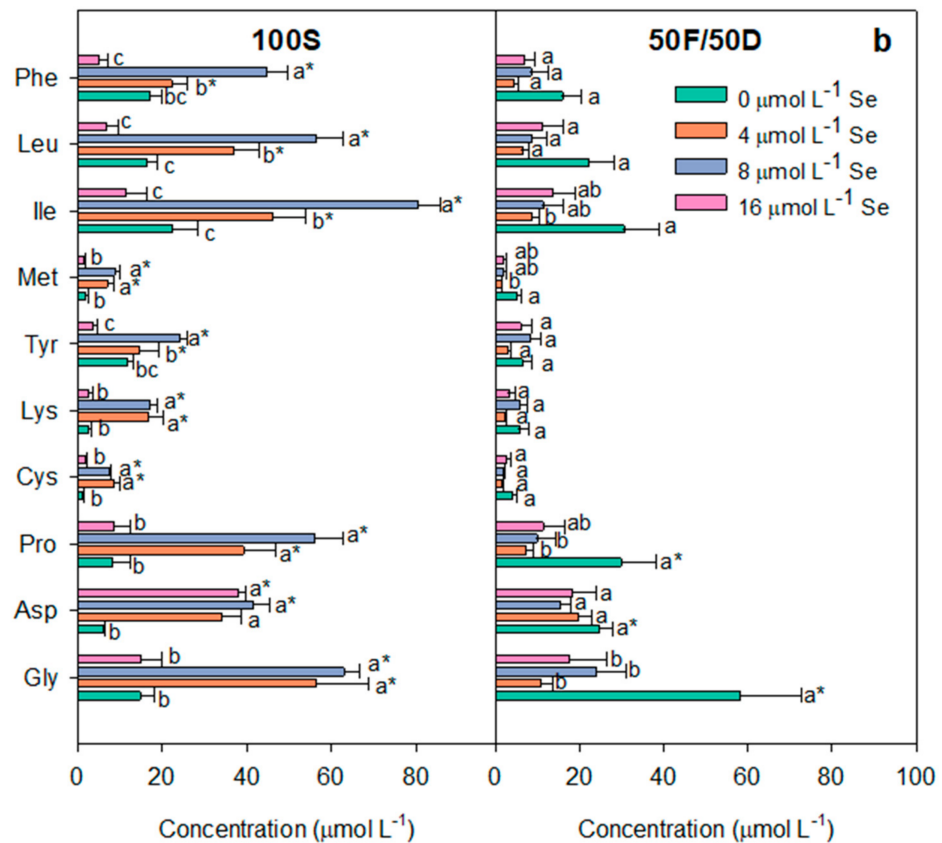 100S
50F/50D
b
0 μmol L⁻¹ Se
4 μmol L⁻¹ Se
8 μmol L⁻¹ Se
16 μmol L⁻¹ Se
Phe
c
a*
b*
bc
a
a
a
a
Leu
c
a*
b*
c
a
a
a
a
Ile
c
a*
b*
c
ab
ab
b
a
Met
b
a*
a*
b
ab
ab
b
a
Tyr
c
a*
b*
bc
a
a
a
a
Lys
b
a*
a*
b
a
a
a
a
Cys
b
a*
a*
b
a
a
a
a
Pro
b
a*
a*
b
ab
b
b
a*
Asp
a*
a*
a
b
a
a
a
a*
Gly
b
a*
a*
b
b
b
b
a*
0 20 40 60 80 0 20 40 60 80 100
Concentration (μmol L⁻¹) Concentration (μmol L⁻¹)